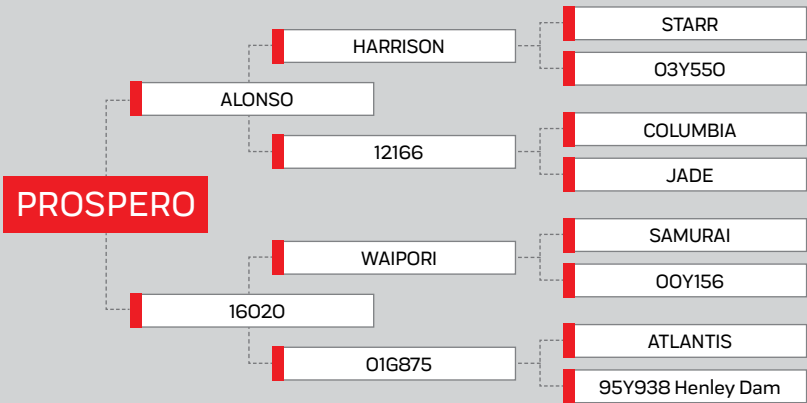 STARR
HARRISON
03Y550
ALONSO
COLUMBIA
12166
JADE
PROSPERO
SAMURAI
WAIPORI
00Y156
16020
ATLANTIS
01G875
95Y938 Henley Dam